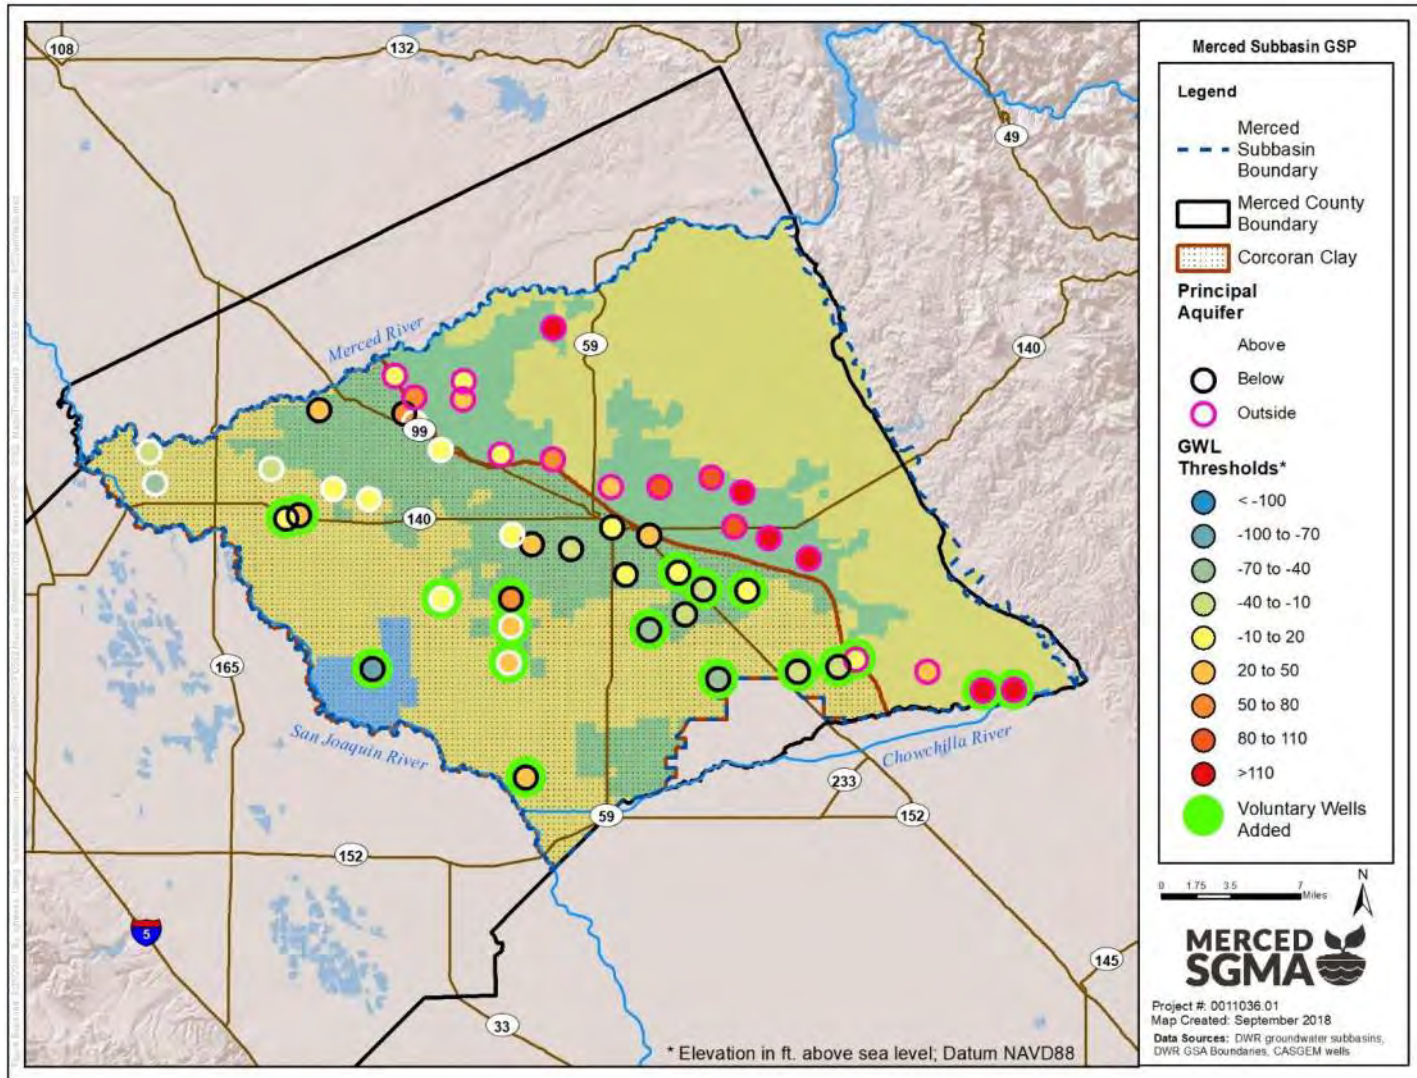 108
132
49
Merced River
59
140
99
140
165
San Joaquin River
Chowchilla River
233
59
152
152
5
145
33
* Elevation in ft. above sea level; Datum NAVD88
Merced Subbasin GSP
Legend
Merced
Subbasin
Boundary
Merced County
Boundary
Corcoran Clay
Principal
Aquifer
Above
Below
Outside
GWL
Thresholds*
< -100
-100 to -70
-70 to -40
-40 to -10
-10 to 20
20 to 50
50 to 80
80 to 110
>110
Voluntary Wells
Added
N
0 1.75 3.5 7
Miles
MERCED
SGMA
Project #: 0011036.01
Map Created: September 2018
Data Sources: DWR groundwater subbasins,
DWR GSA Boundaries, CASGEM wells